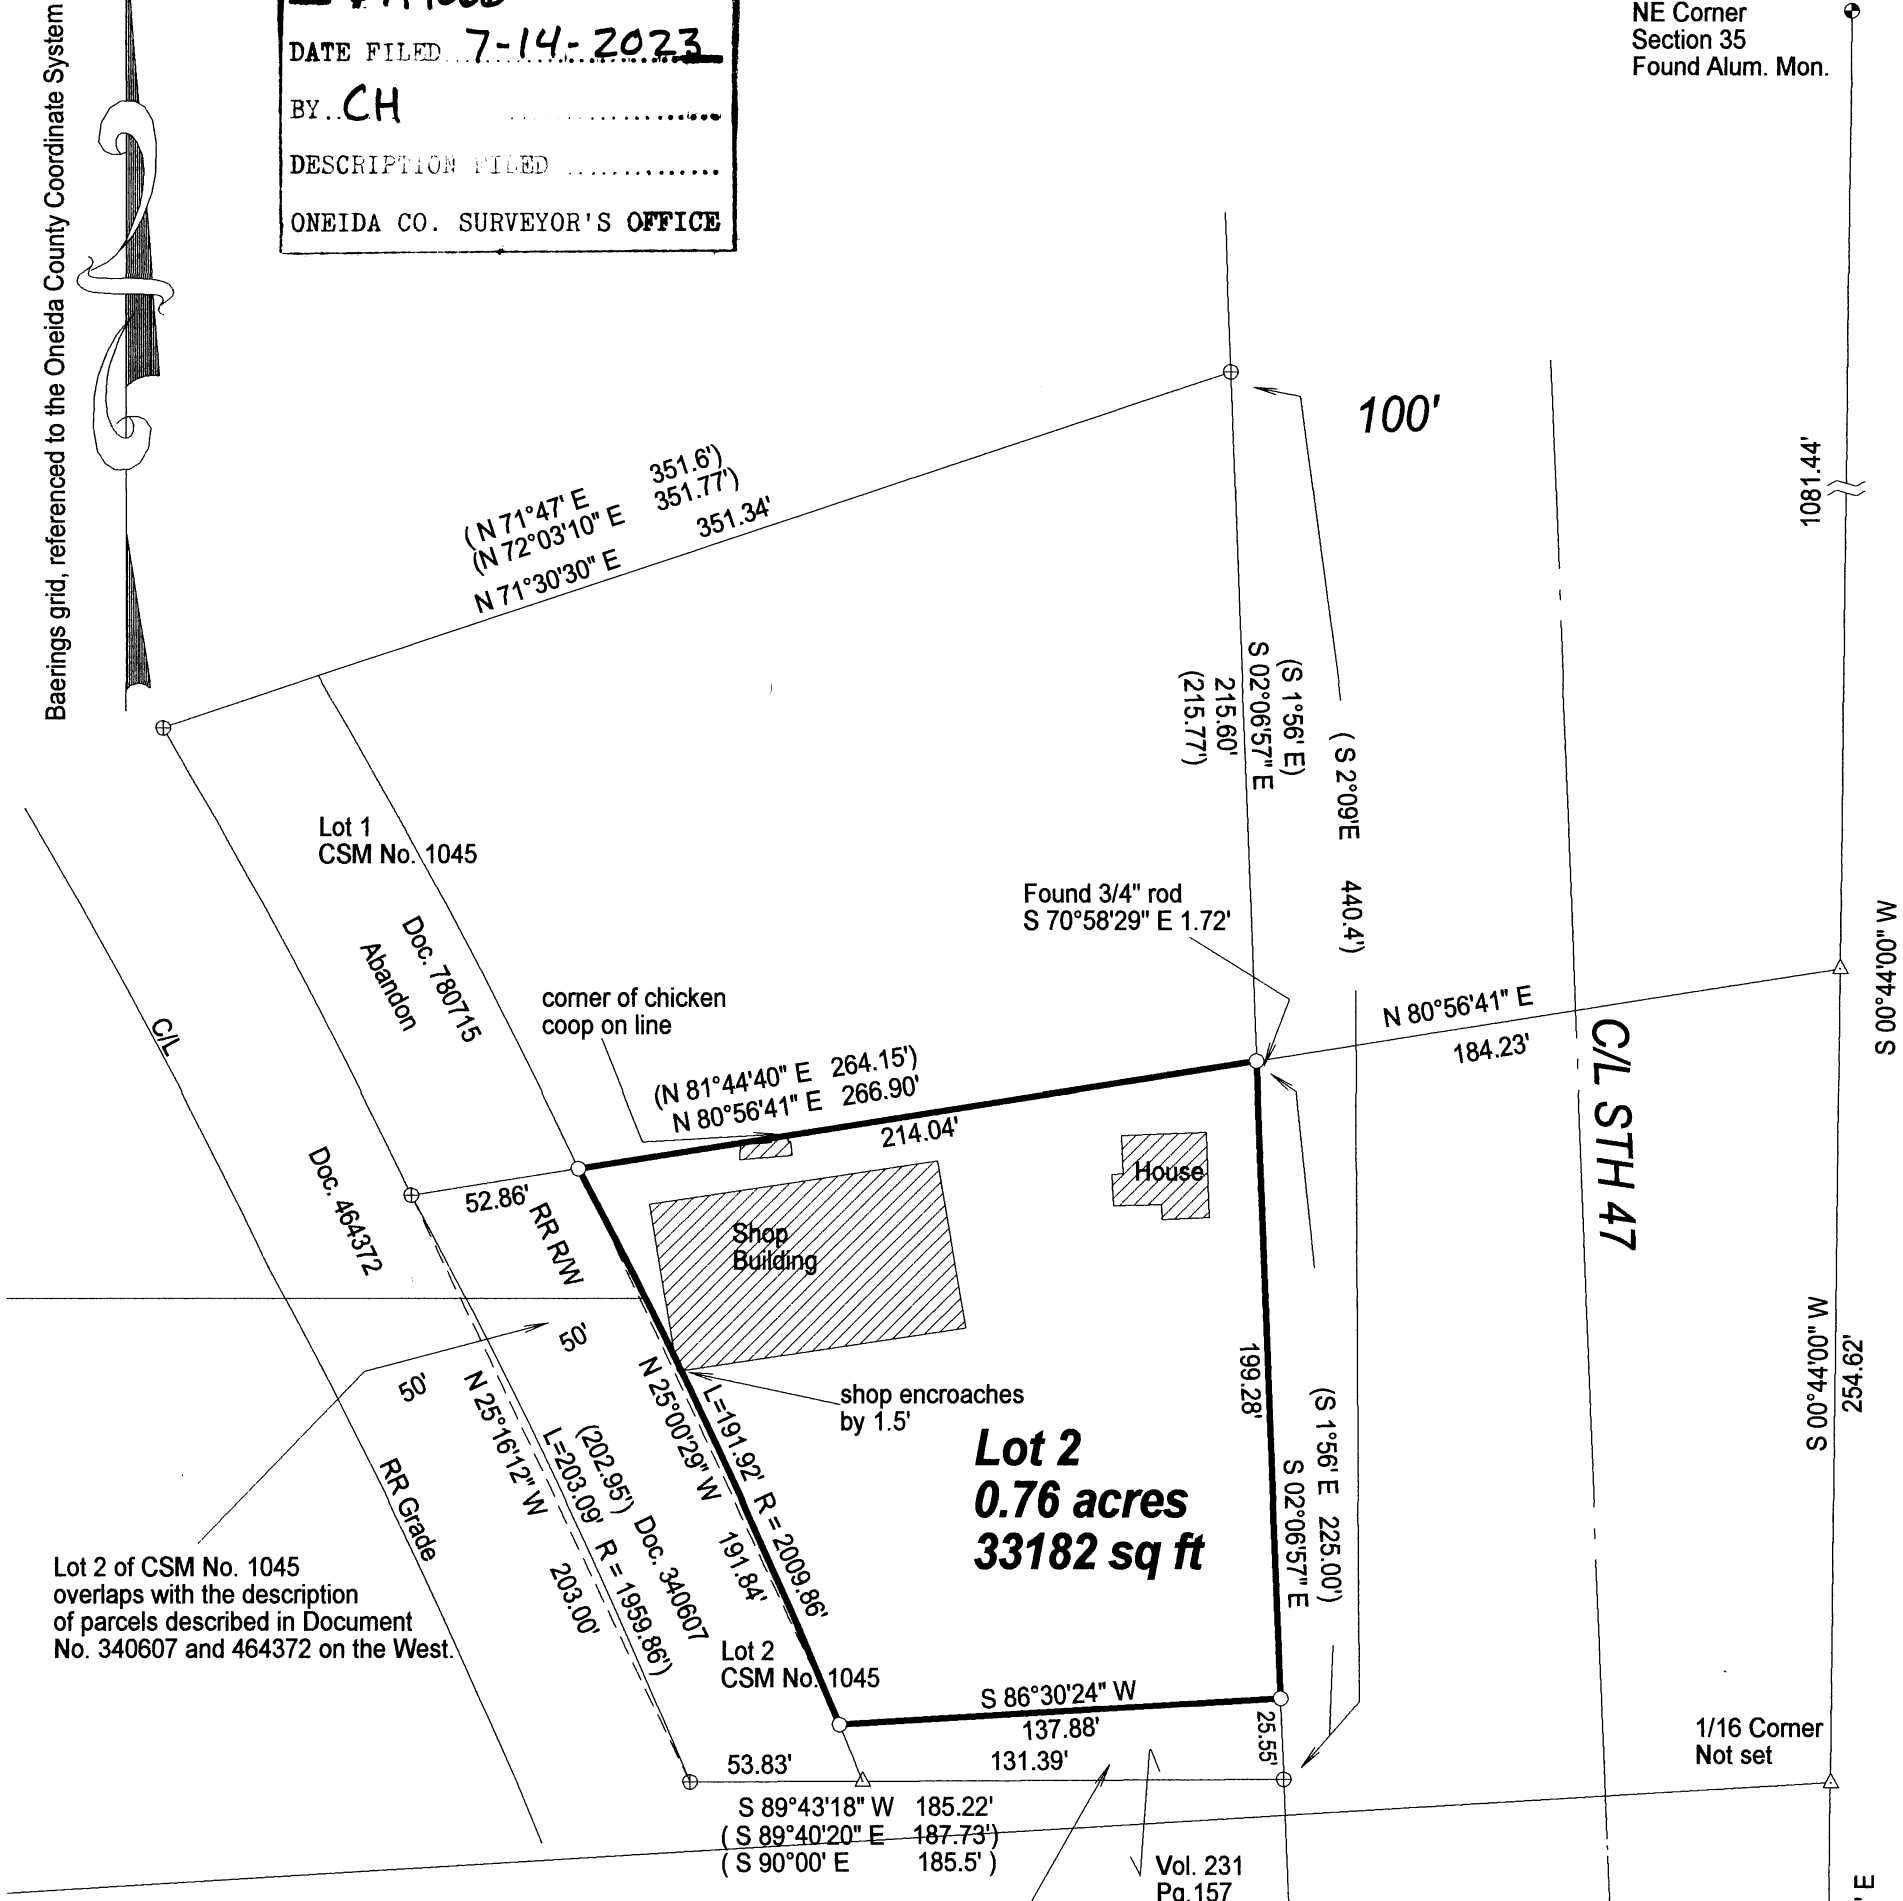 Baerings grid, referenced to the Oneida County Coordinate System
DATE FILED 7-14-2023
BY CH
DESCRIPTION FILED
ONEIDA CO. SURVEYOR'S OFFICE
NE Corner
Section 35
Found Alum. Mon.
100'
1081.44'
( N 71°47' E 351.6')
(N 72°03'10" E 351.77')
N 71°30'30" E 351.34'
(S 1°56' E)
S 02°06'57" E
215.60'
(215.77')
( S 2°09'E 440.4')
Lot 1
CSM No. 1045
Doc. 780715
Abandon
C/L
Found 3/4" rod
S 70°58'29" E 1.72'
S 00°44'00" W
corner of chicken
coop on line
N 80°56'41" E
184.23'
C/L STH 47
(N 81°44'40" E 264.15')
N 80°56'41" E 266.90'
214.04'
House
52.86'
RR R/W
Doc. 464372
Shop
Building
50'
50'
shop encroaches
by 1.5'
199.28'
(S 1°56' E 225.00')
S 02°06'57" E
S 00°44'00" W
254.62'
N 25°00'29" W 191.84'
L=191.92' R = 2009.86'
N 25°16'12" W 203.00'
L=203.09' R = 1959.86')
(202.95') Doc. 340607
RR Grade
Lot 2
0.76 acres
33182 sq ft
Lot 2 of CSM No. 1045
overlaps with the description
of parcels described in Document
No. 340607 and 464372 on the West.
Lot 2
CSM No. 1045
S 86°30'24" W
137.88'
25.55'
1/16 Corner
Not set
53.83'
131.39'
S 89°43'18" W 185.22'
( S 89°40'20" E 187.73')
( S 90°00' E 185.5' )
Vol. 231
Pg.157
' E